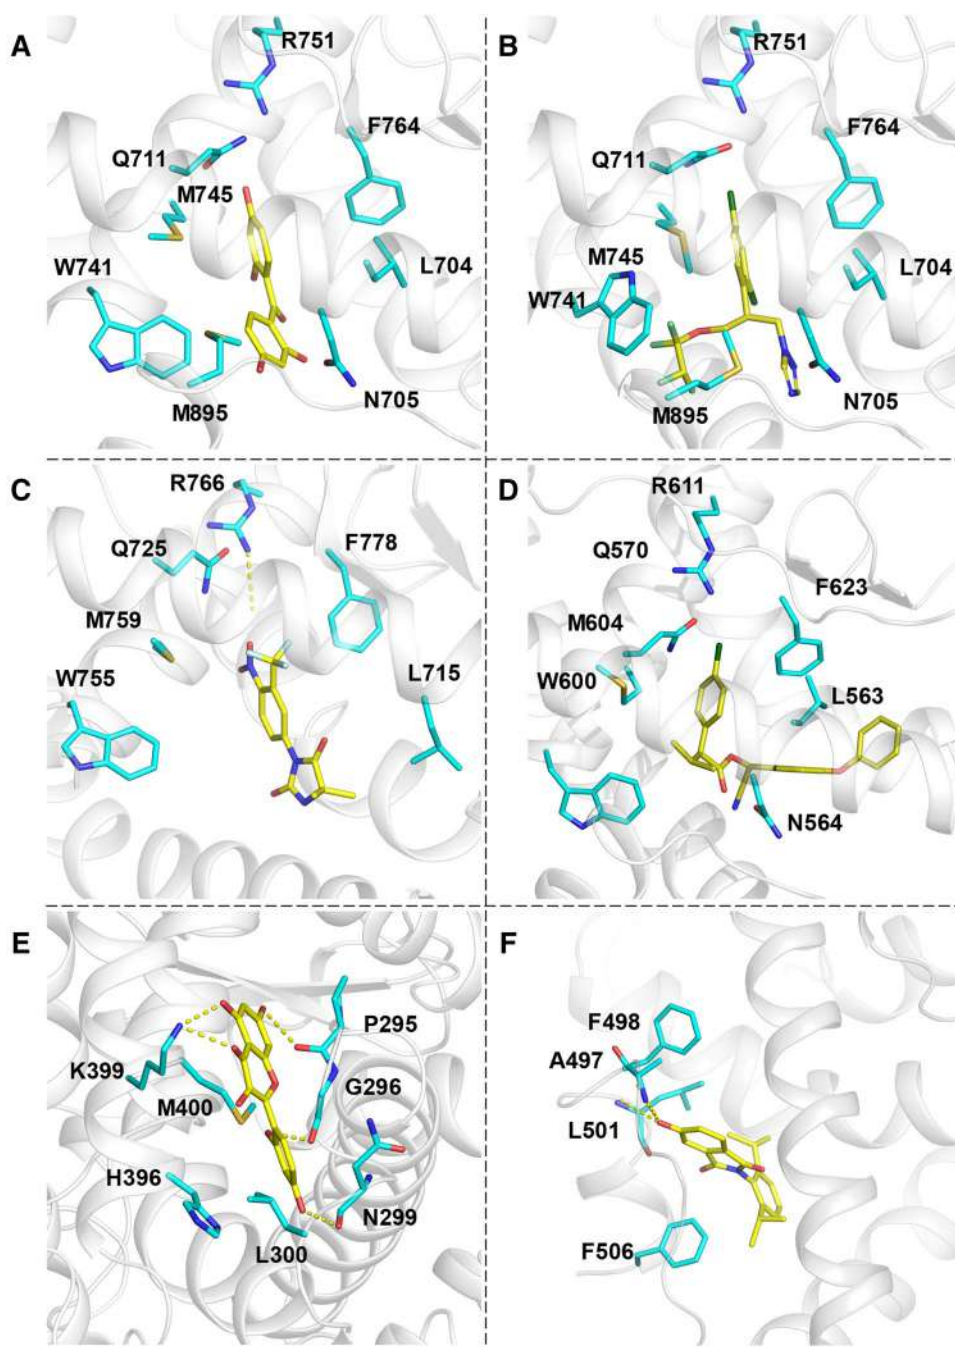 A
R751
F764
Q711
M745
W741
L704
M895
N705
B
R751
F764
Q711
M745
L704
W741
M895
N705
C
R766
Q725
F778
M759
W755
L715
D
R611
Q570
F623
M604
W600
L563
N564
E
P295
K399
G296
M400
H396
N299
L300
F
F498
A497
L501
F506